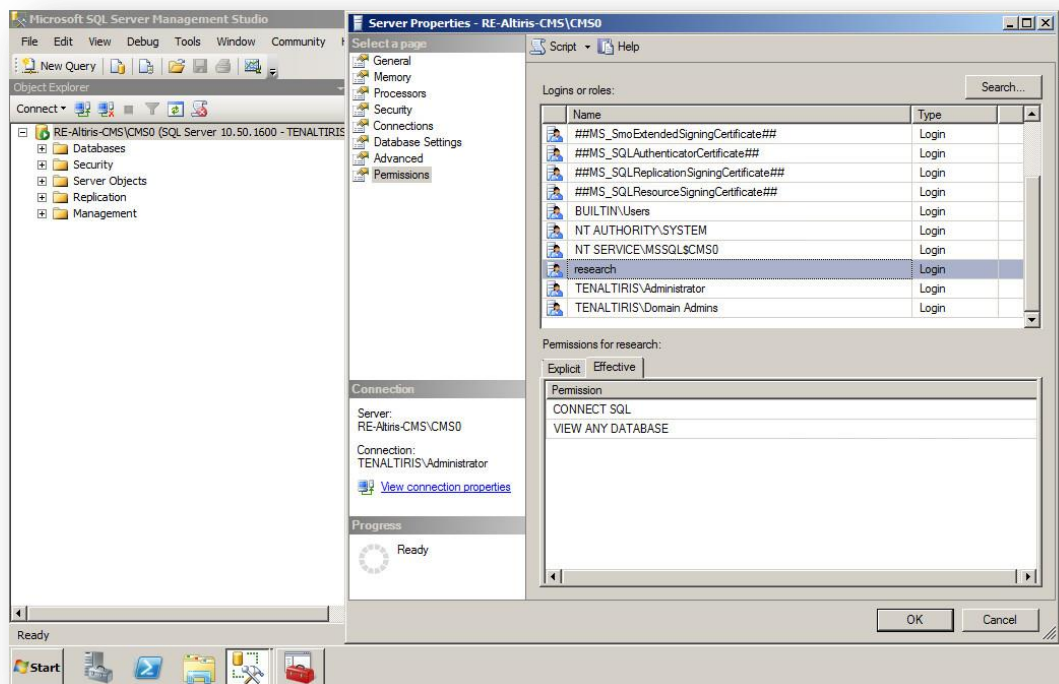 Microsoft SQL Server Management Studio
File Edit View Debug Tools Window Community
New Query
Object Explorer
Connect
RE-Altiris-CMS\CMS0 (SQL Server 10.50.1600 - TENALTIRIS
Databases
Security
Server Objects
Replication
Management
Ready
Start
Server Properties - RE-Altiris-CMS\CMS0
Select a page
General
Memory
Processors
Security
Connections
Database Settings
Advanced
Permissions
Connection
Server:
RE-Altiris-CMS\CMS0
Connection:
TENALTIRIS\Administrator
View connection properties
Progress
Ready
Script Help
Logins or roles:
Search...
Name Type
##MS_SmoExtendedSigningCertificate## Login
##MS_SQLAuthenticatorCertificate## Login
##MS_SQLReplicationSigningCertificate## Login
##MS_SQLResourceSigningCertificate## Login
BUILTIN\Users Login
NT AUTHORITY\SYSTEM Login
NT SERVICE\MSSQL$CMS0 Login
research Login
TENALTIRIS\Administrator Login
TENALTIRIS\Domain Admins Login
Permissions for research:
Explicit Effective
Permission
CONNECT SQL
VIEW ANY DATABASE
OK Cancel